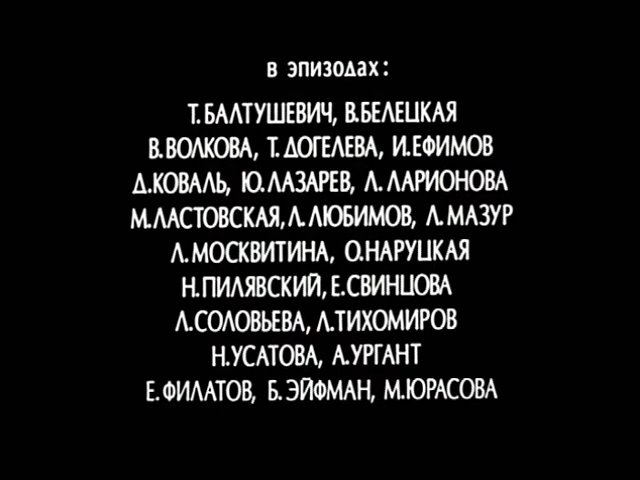 в эпизодах:
Т.БАЛТУШЕВИЧ, В.БЕЛЕЦКАЯ
В.ВОЛКОВА, Т.ДОГЕЛЕВА, И.ЕФИМОВ
Д.КОВАЛЬ, Ю.ЛАЗАРЕВ, Л.ЛАРИОНОВА
М.ЛАСТОВСКАЯ, Л.ЛЮБИМОВ, Л.МАЗУР
Л.МОСКВИТИНА, О.НАРУЦКАЯ
Н.ПИЛЯВСКИЙ, Е.СВИНЦОВА
Л.СОЛОВЬЕВА, Л.ТИХОМИРОВ
Н.УСАТОВА, А.УРГАНТ
Е.ФИЛАТОВ, Б.ЭЙФМАН, М.ЮРАСОВА